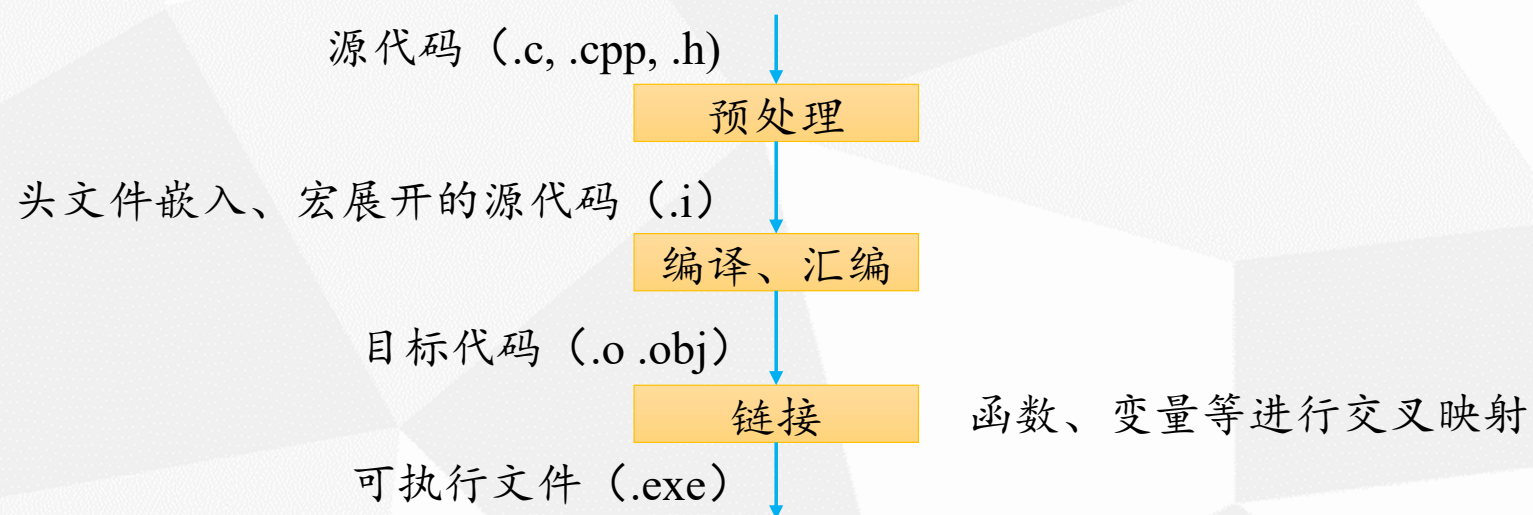 源代码（.c, .cpp, .h)
预处理
头文件嵌入、宏展开的源代码（.i）
编译、汇编
目标代码（.o .obj）
链接
函数、变量等进行交叉映射
可执行文件（.exe）